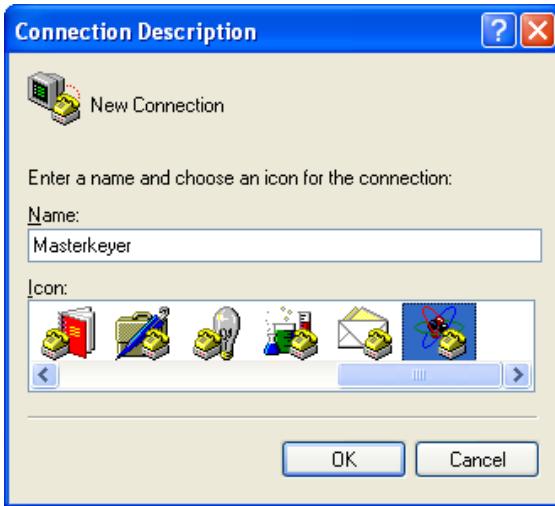 Connection Description
New Connection
Enter a name and choose an icon for the connection:
Name:
Masterkeyer
Icon:
OK Cancel